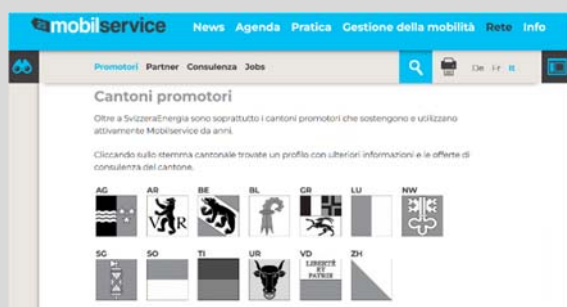 mobilservice
News Agenda Pratica Gestione della mobilità Rete Info
Promotori Partner Consulenza Jobs
De Fr It
Cantoni promotori
Oltre a SvizzeraEnergia sono soprattutto i cantoni promotori che sostengono e utilizzano
attivamente Mobilservice da anni.
Cliccando sullo stemma cantonale trovate un profilo con ulteriori informazioni e le offerte di
consulenza del cantone.
AG AR BE BL GR LU NW
V R
SG SO TI UR VD ZH
LIBERTÉ
ET
PATRIE